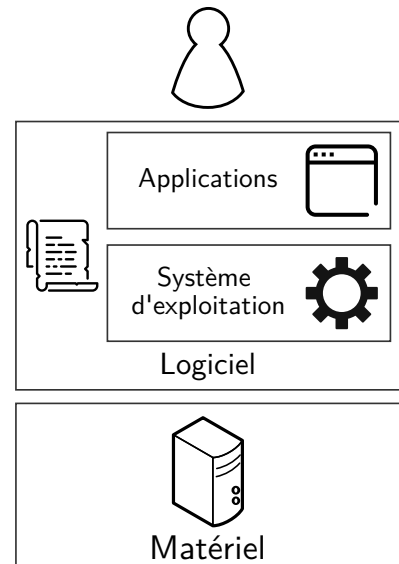 Applications
Système
d'exploitation
Logiciel
Matériel